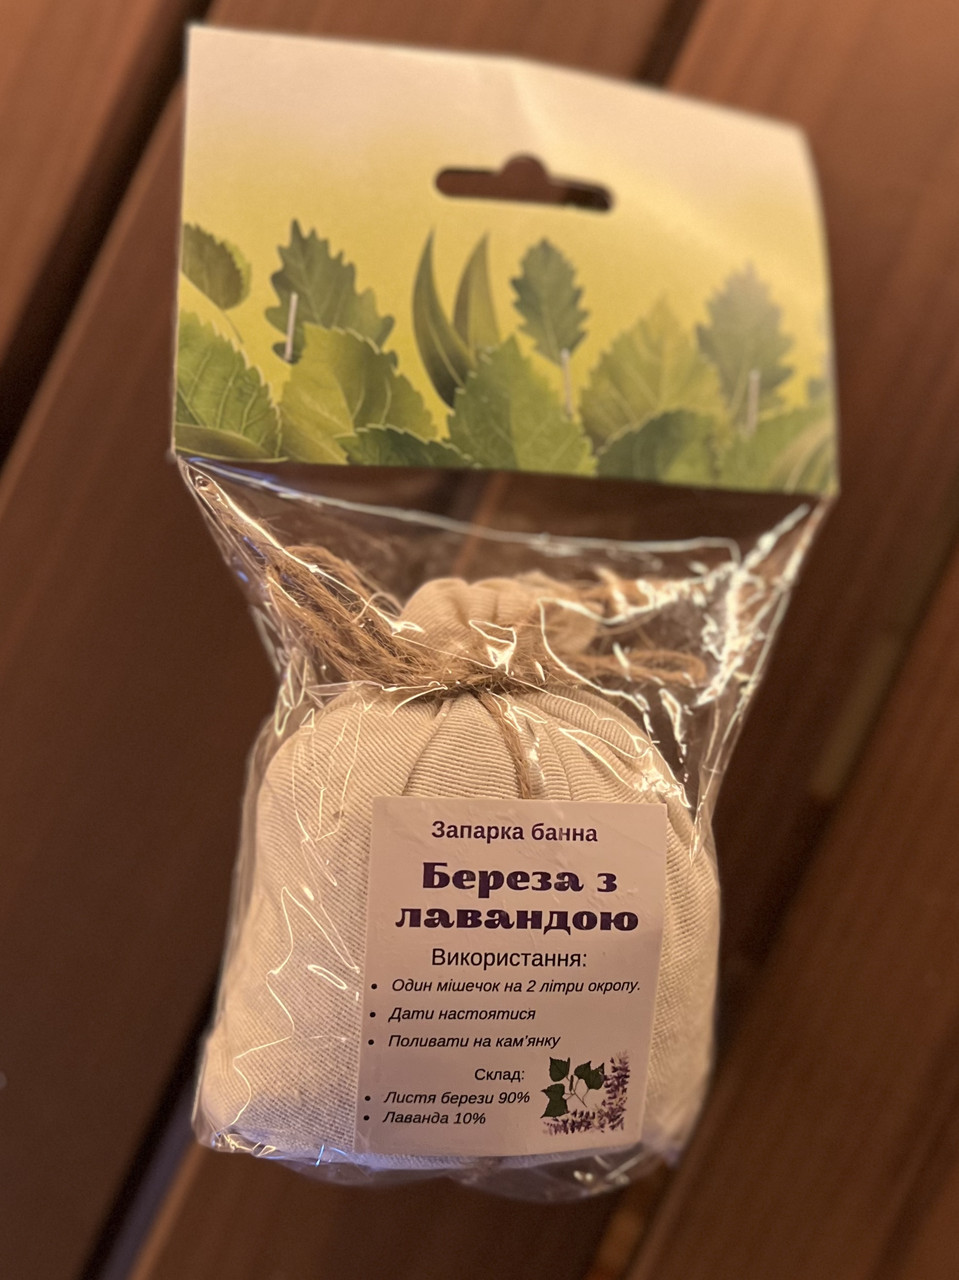 Запарка банна
Береза з
лавандою
Використання:
• Один мішечок на 2 літри окропу.
• Дати настоятися
• Поливати на кам'янку
Склад:
• Листя берези 90%
• Лаванда 10%